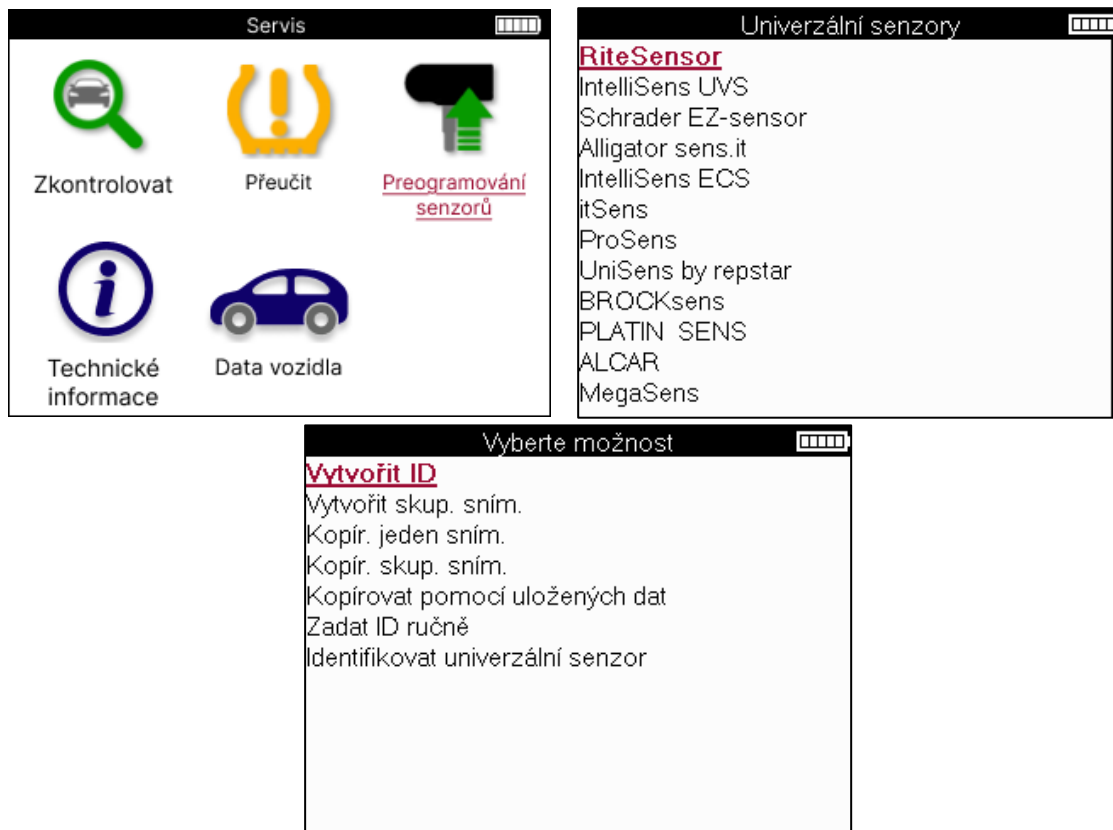 Servis
Zkontrolovat
Přeučit
Preogramování
senzorů
Technické
informace
Data vozidla
Univerzální senzory
RiteSensor
IntelliSens UVS
Schrader EZ-sensor
Alligator sens.it
IntelliSens ECS
itSens
ProSens
UniSens by repstar
BROCKsens
PLATIN SENS
ALCAR
MegaSens
Vyberte možnost
Vytvořit ID
Vytvořit skup. sním.
Kopír. jeden sním.
Kopír. skup. sním.
Kopírovat pomocí uložených dat
Zadat ID ručně
Identifikovat univerzální senzor